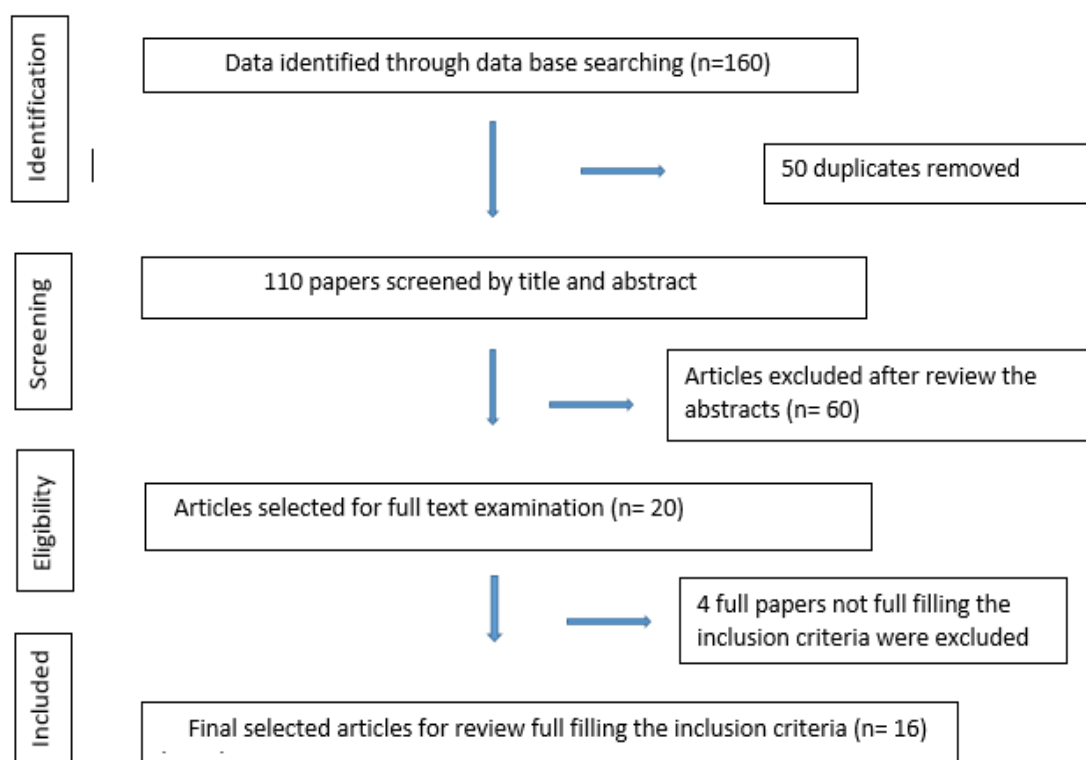 Identification
Data identified through data base searching (n=160)
50 duplicates removed
Screening
110 papers screened by title and abstract
Articles excluded after review the
abstracts (n= 60)
Eligibility
Articles selected for full text examination (n= 20)
4 full papers not full filling the
inclusion criteria were excluded
Included
Final selected articles for review full filling the inclusion criteria (n= 16)